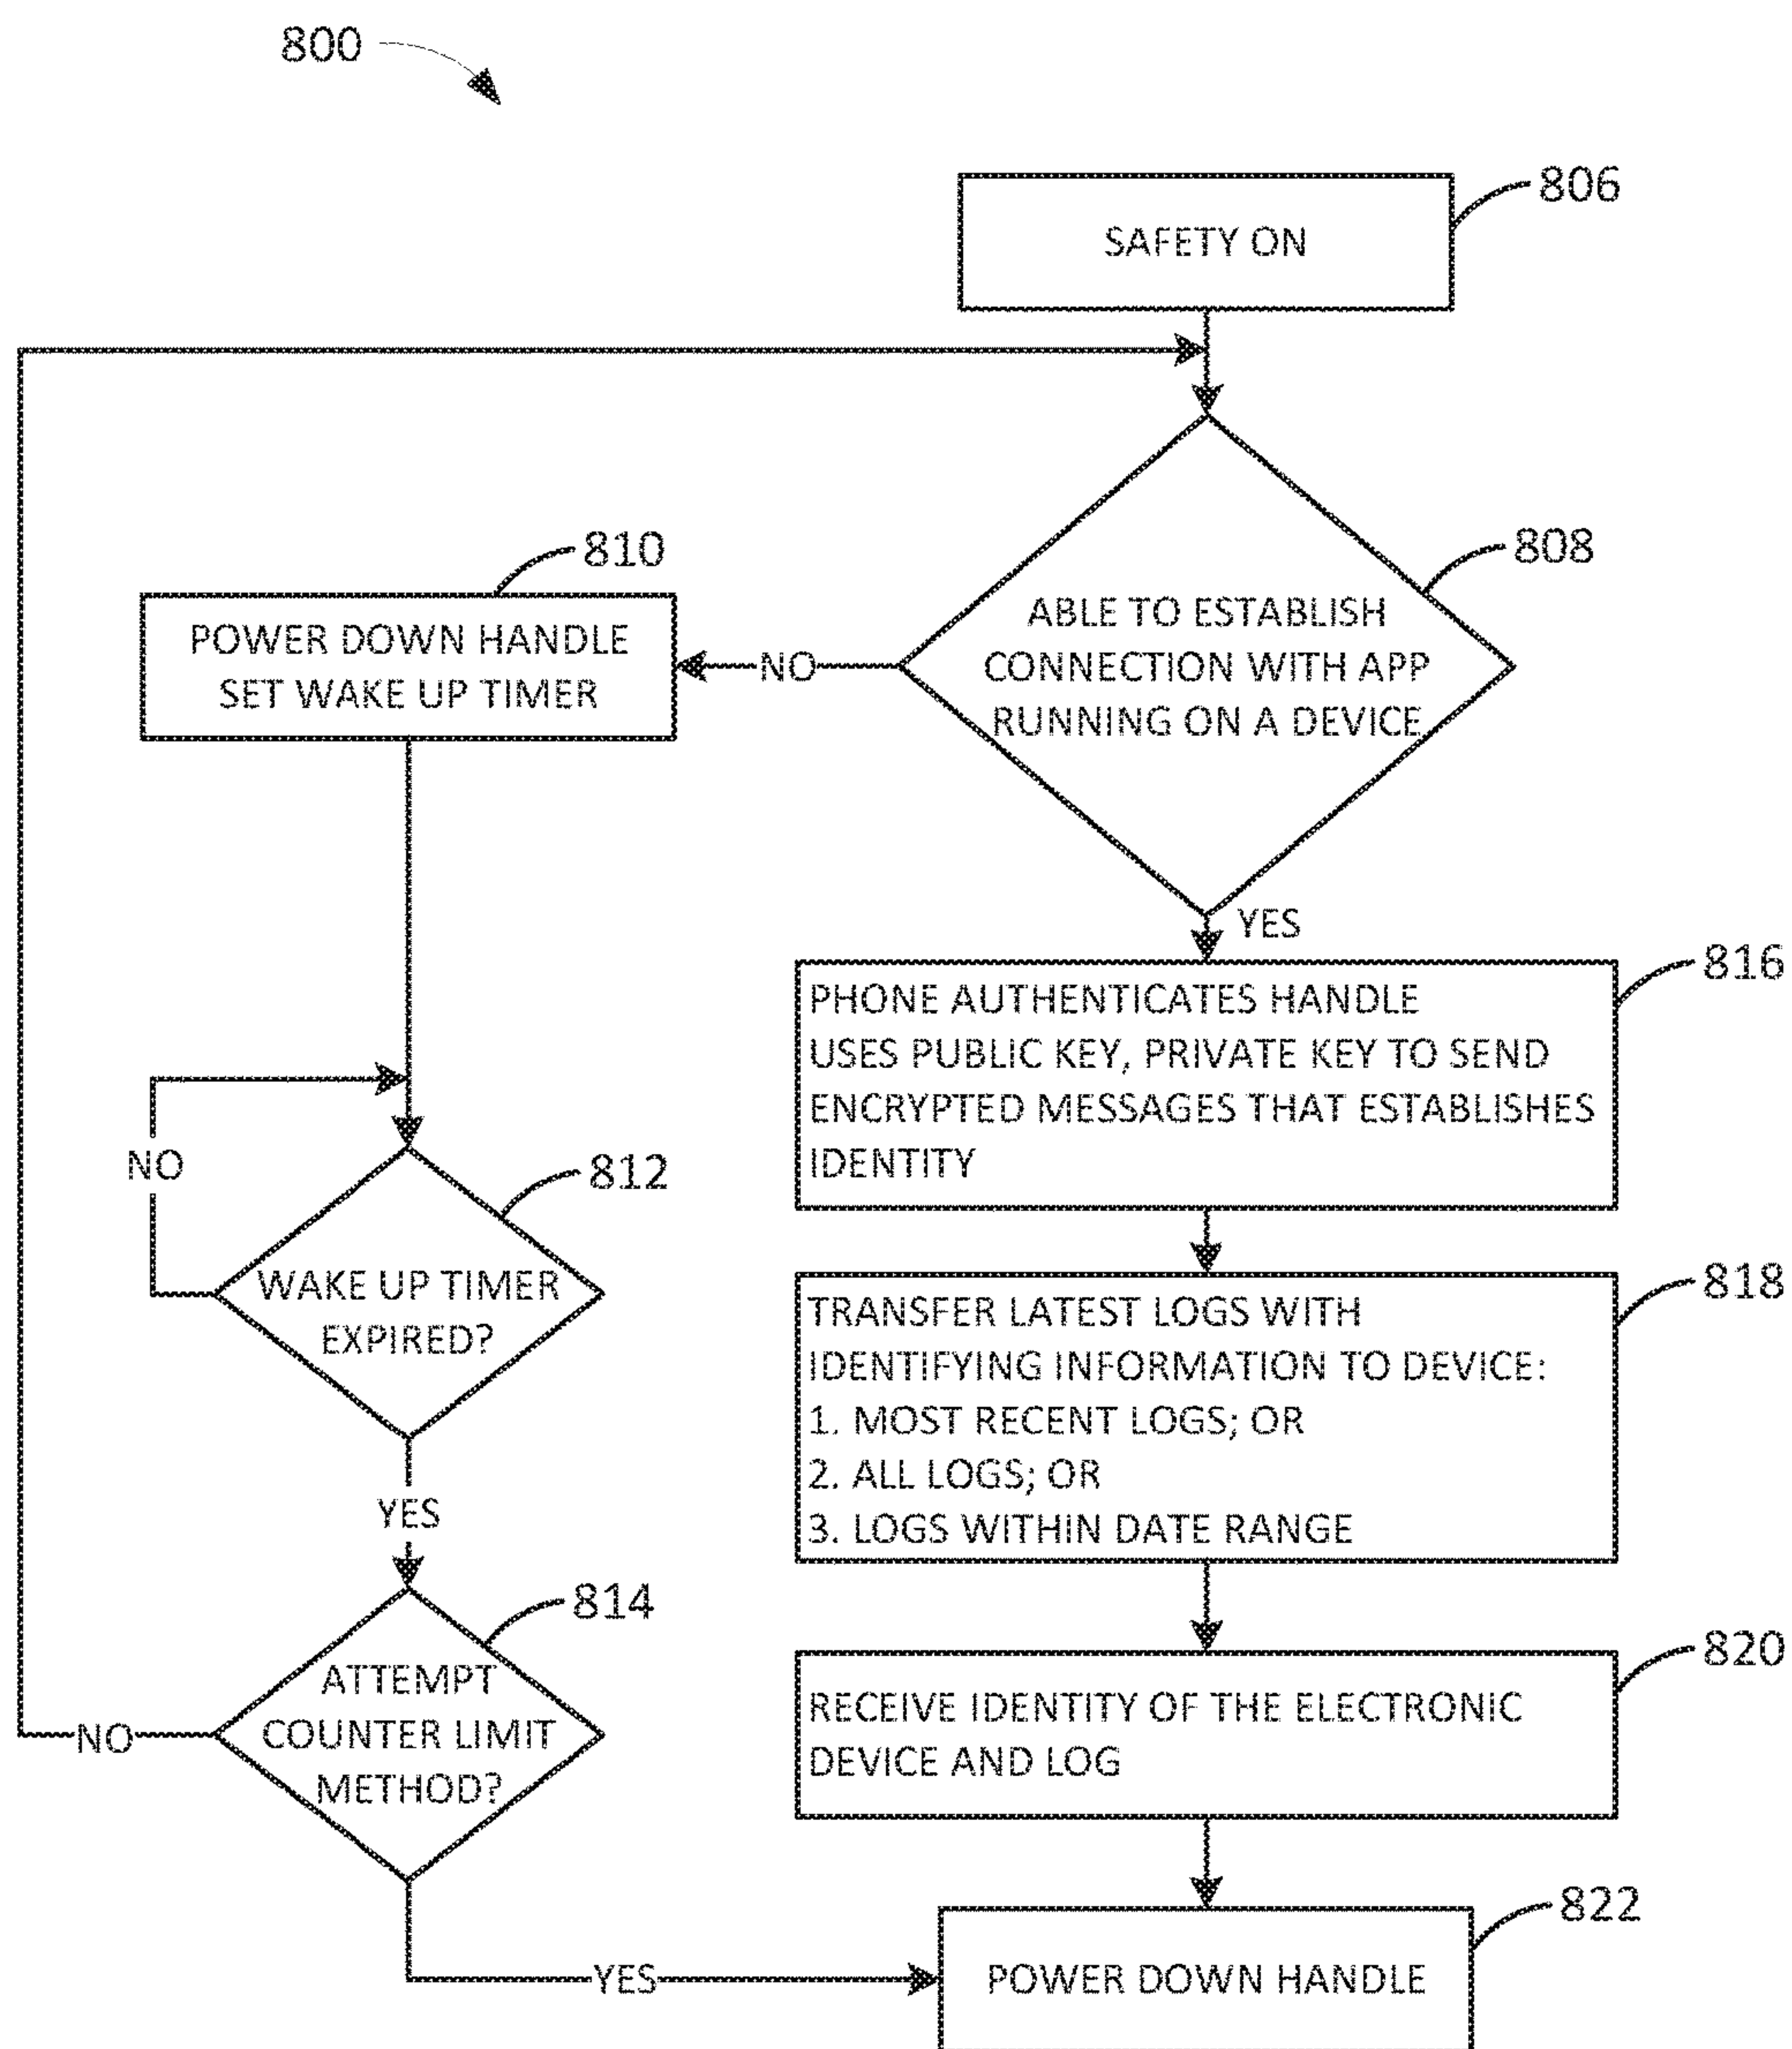 800
806
SAFETY ON
808
ABLE TO ESTABLISH
CONNECTION WITH APP
RUNNING ON A DEVICE
NO
810
POWER DOWN HANDLE
SET WAKE UP TIMER
YES
816
PHONE AUTHENTICATES HANDLE
USES PUBLIC KEY, PRIVATE KEY TO SEND
ENCRYPTED MESSAGES THAT ESTABLISHES
IDENTITY
NO
812
WAKE UP TIMER
EXPIRED?
818
TRANSFER LATEST LOGS WITH
IDENTIFYING INFORMATION TO DEVICE:
1. MOST RECENT LOGS; OR
2. ALL LOGS; OR
3. LOGS WITHIN DATE RANGE
YES
814
ATTEMPT
COUNTER LIMIT
METHOD?
NO
820
RECEIVE IDENTITY OF THE ELECTRONIC
DEVICE AND LOG
YES
822
POWER DOWN HANDLE